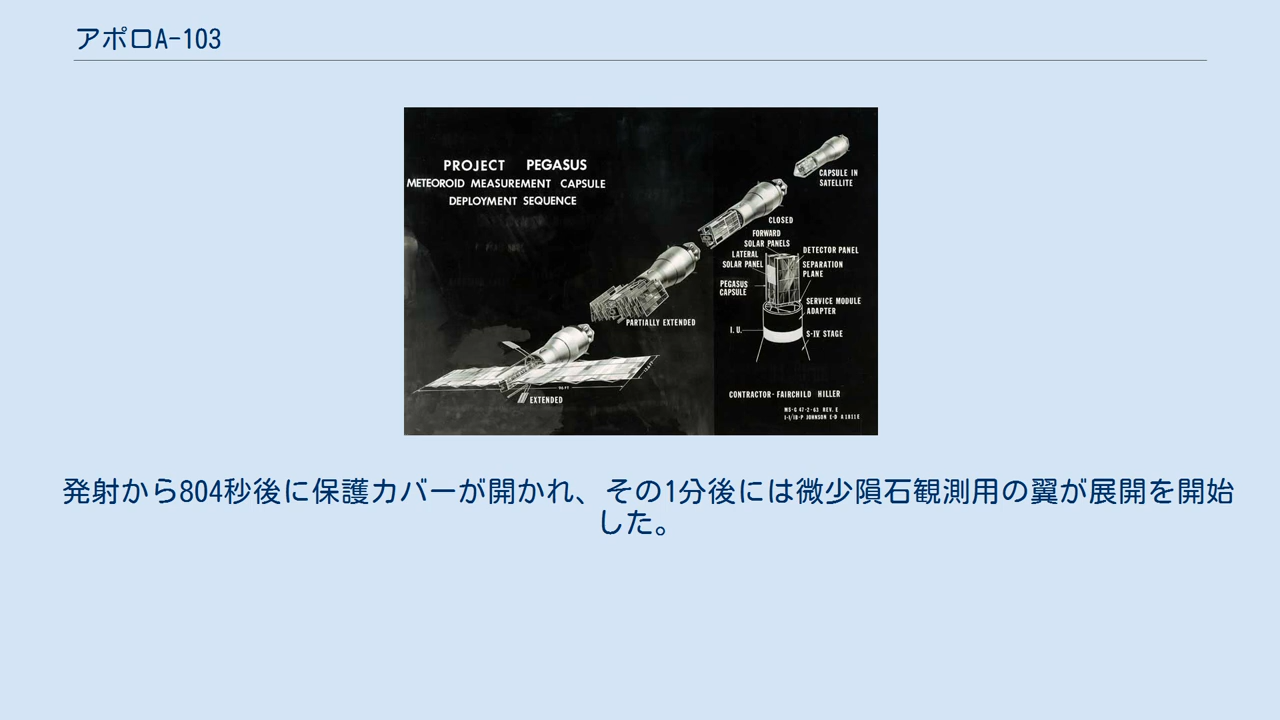 アポロA-103
PROJECT PEGASUS
METEOROID MEASUREMENT CAPSULE
DEPLOYMENT SEQUENCE
CAPSULE IN
SATELLITE
CLOSED
FORWARD
SOLAR PANELS
LATERAL
SOLAR PANEL
DETECTOR PANEL
SEPARATION
PLANE
PEGASUS
CAPSULE
SERVICE MODULE
ADAPTER
I.U.
S-IV STAGE
PARTIALLY EXTENDED
96 FT
EXTENDED
CONTRACTOR- FAIRCHILD HILLER
発射から804秒後に保護カバーが開かれ、その1分後には微少隕石観測用の翼が展開を開始
した。